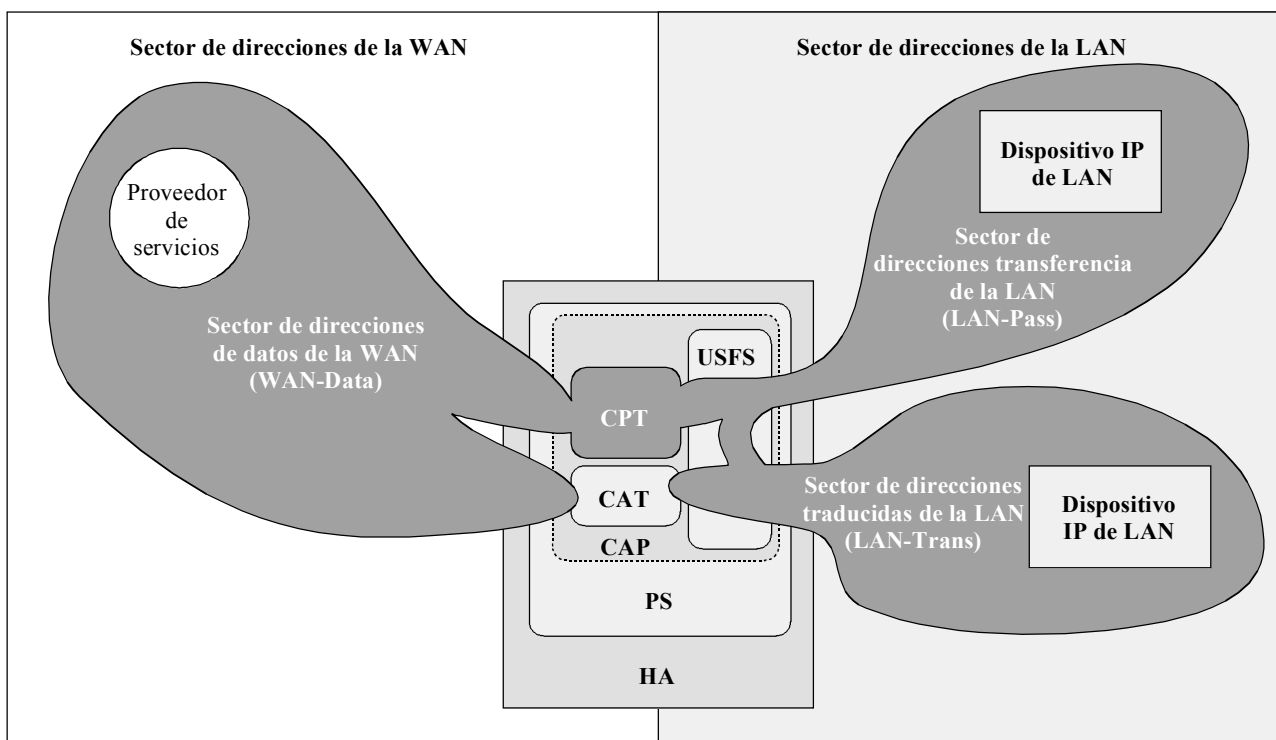 Sector de direcciones de la WAN
Sector de direcciones de la LAN
Proveedor
de
servicios
Sector de direcciones
de datos de la WAN
(WAN-Data)
Dispositivo IP
de LAN
Sector de
direcciones transferencia
de la LAN
(LAN-Pass)
USFS
CPT
CAT
CAP
PS
HA
Sector de direcciones
traducidas de la LAN
(LAN-Trans)
Dispositivo
IP de LAN